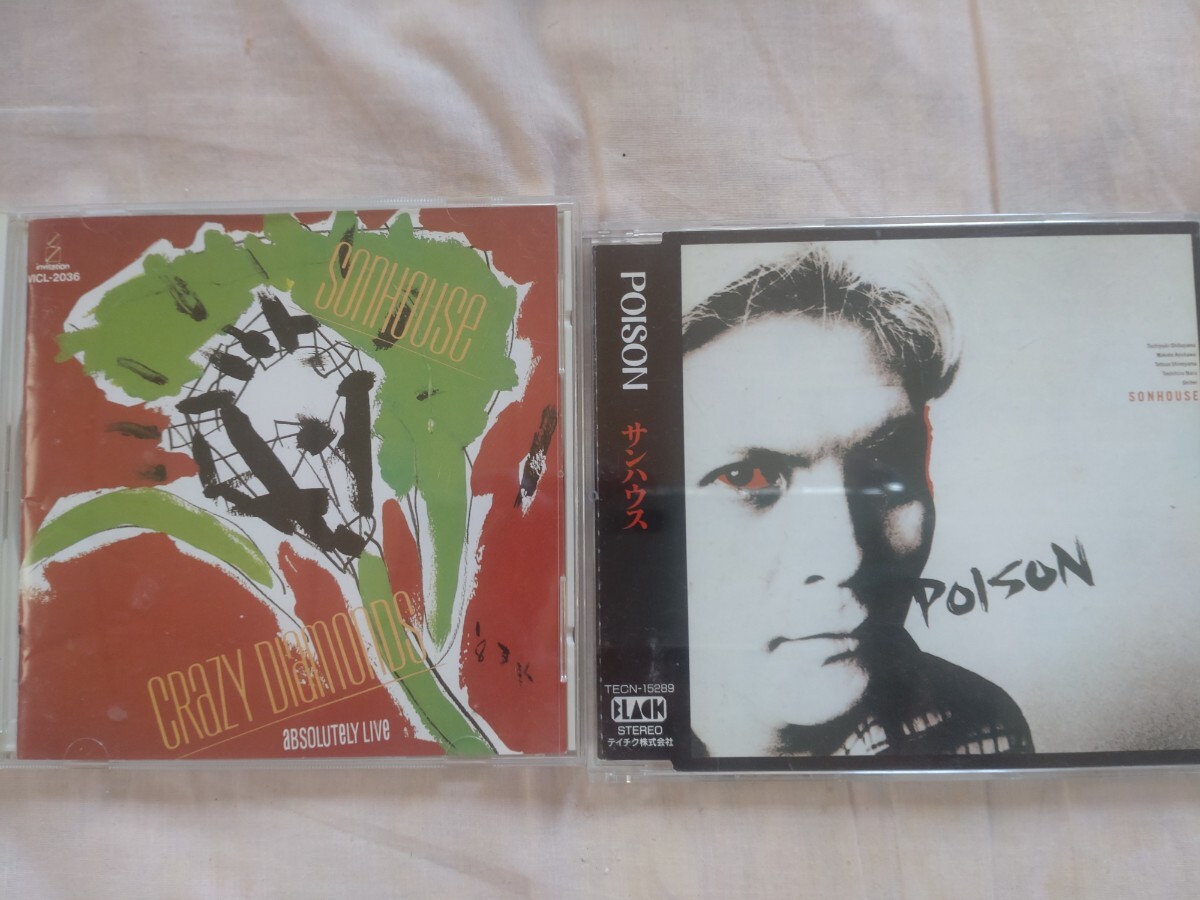 invitation
VICL-2036
SONHOUSE
CRAZY DIAMONDS
ABSOLUTELY LIVE
'83K
POISON サンハウス
TECN-15289
BLACK
STEREO
テイチク株式会社
SONHOUSE
POISON